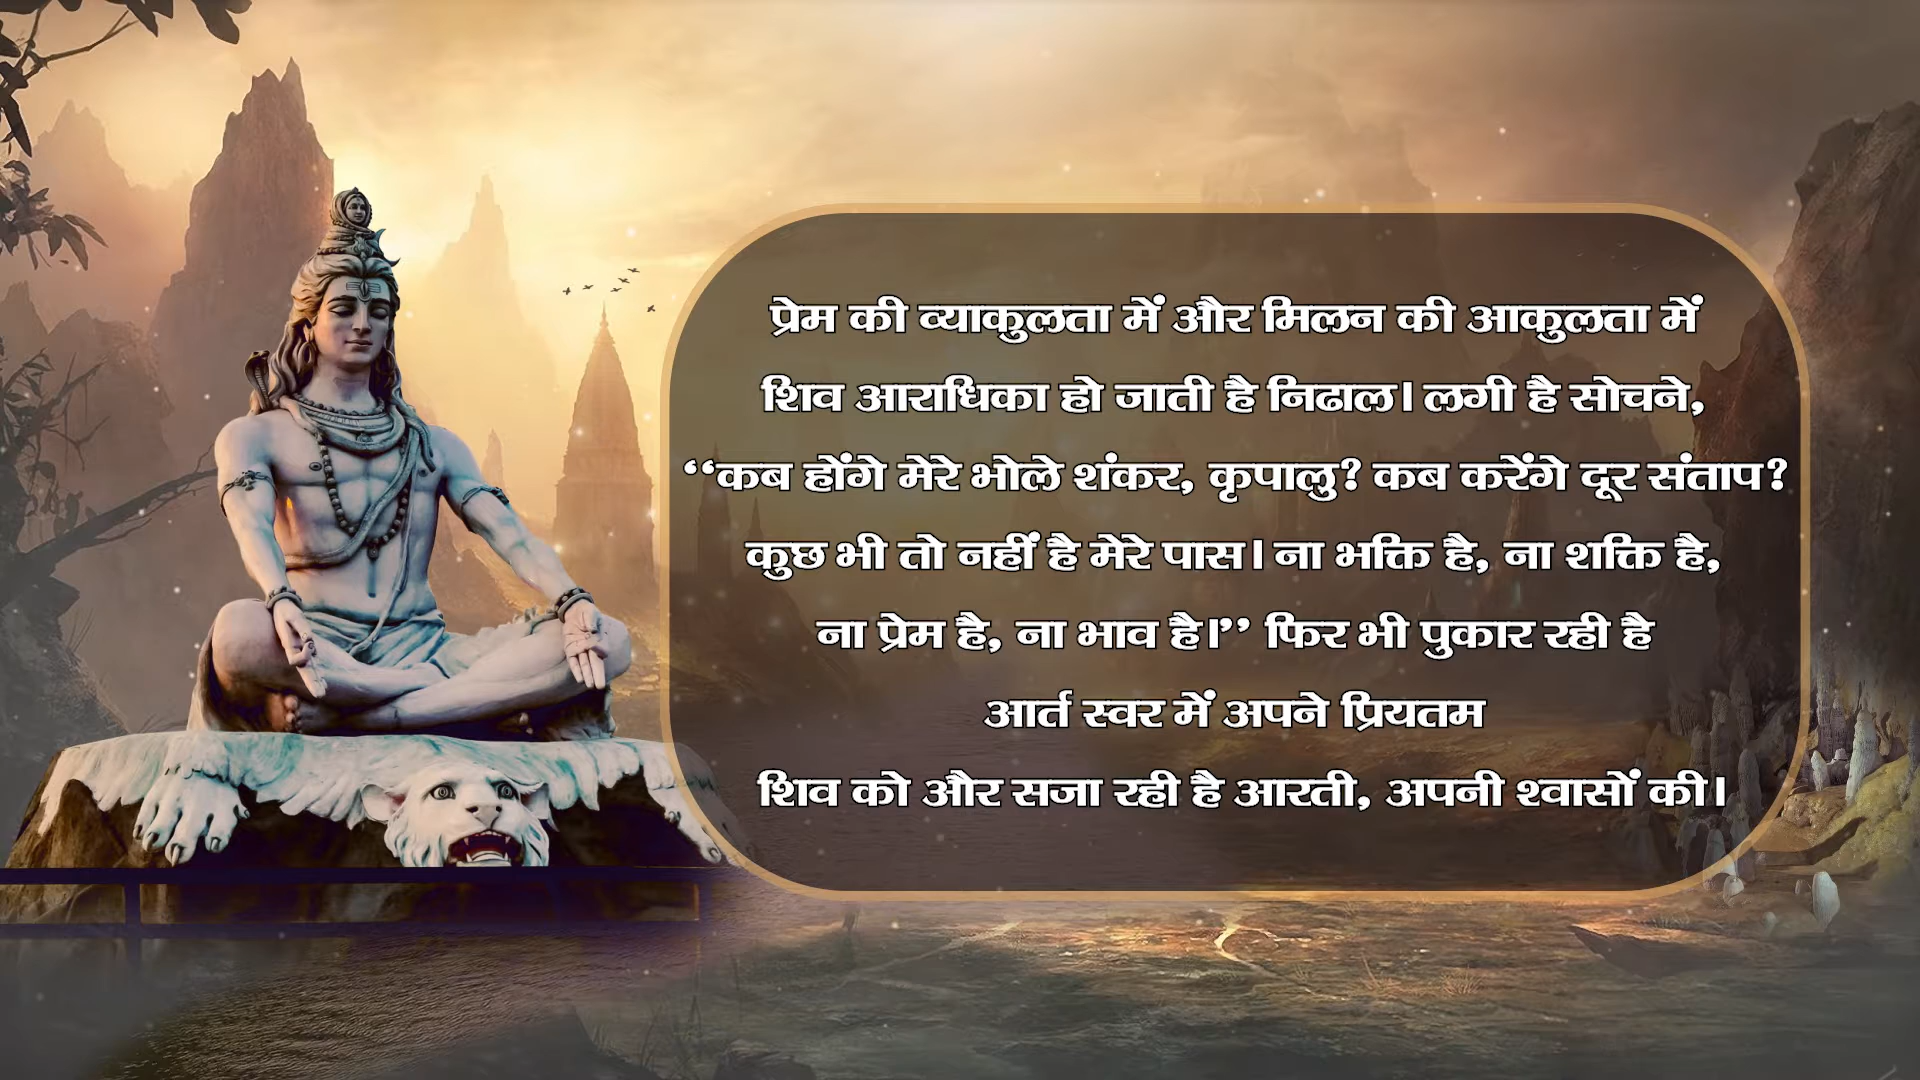 प्रेम की व्याकुलता में और मिलन की आकुलता में
शिव आराधिका हो जाती है निढाल। लगी है सोचने,
“कब होंगे मेरे भोले शंकर, कृपालु? कब करेंगे दूर संताप?
कुछ भी तो नहीं है मेरे पास। ना भक्ति है, ना शक्ति है,
ना प्रेम है, ना भाव है।” फिर भी पुकार रही है
आर्त स्वर में अपने प्रियतम
शिव को और सजा रही है आरती, अपनी श्वासों की।